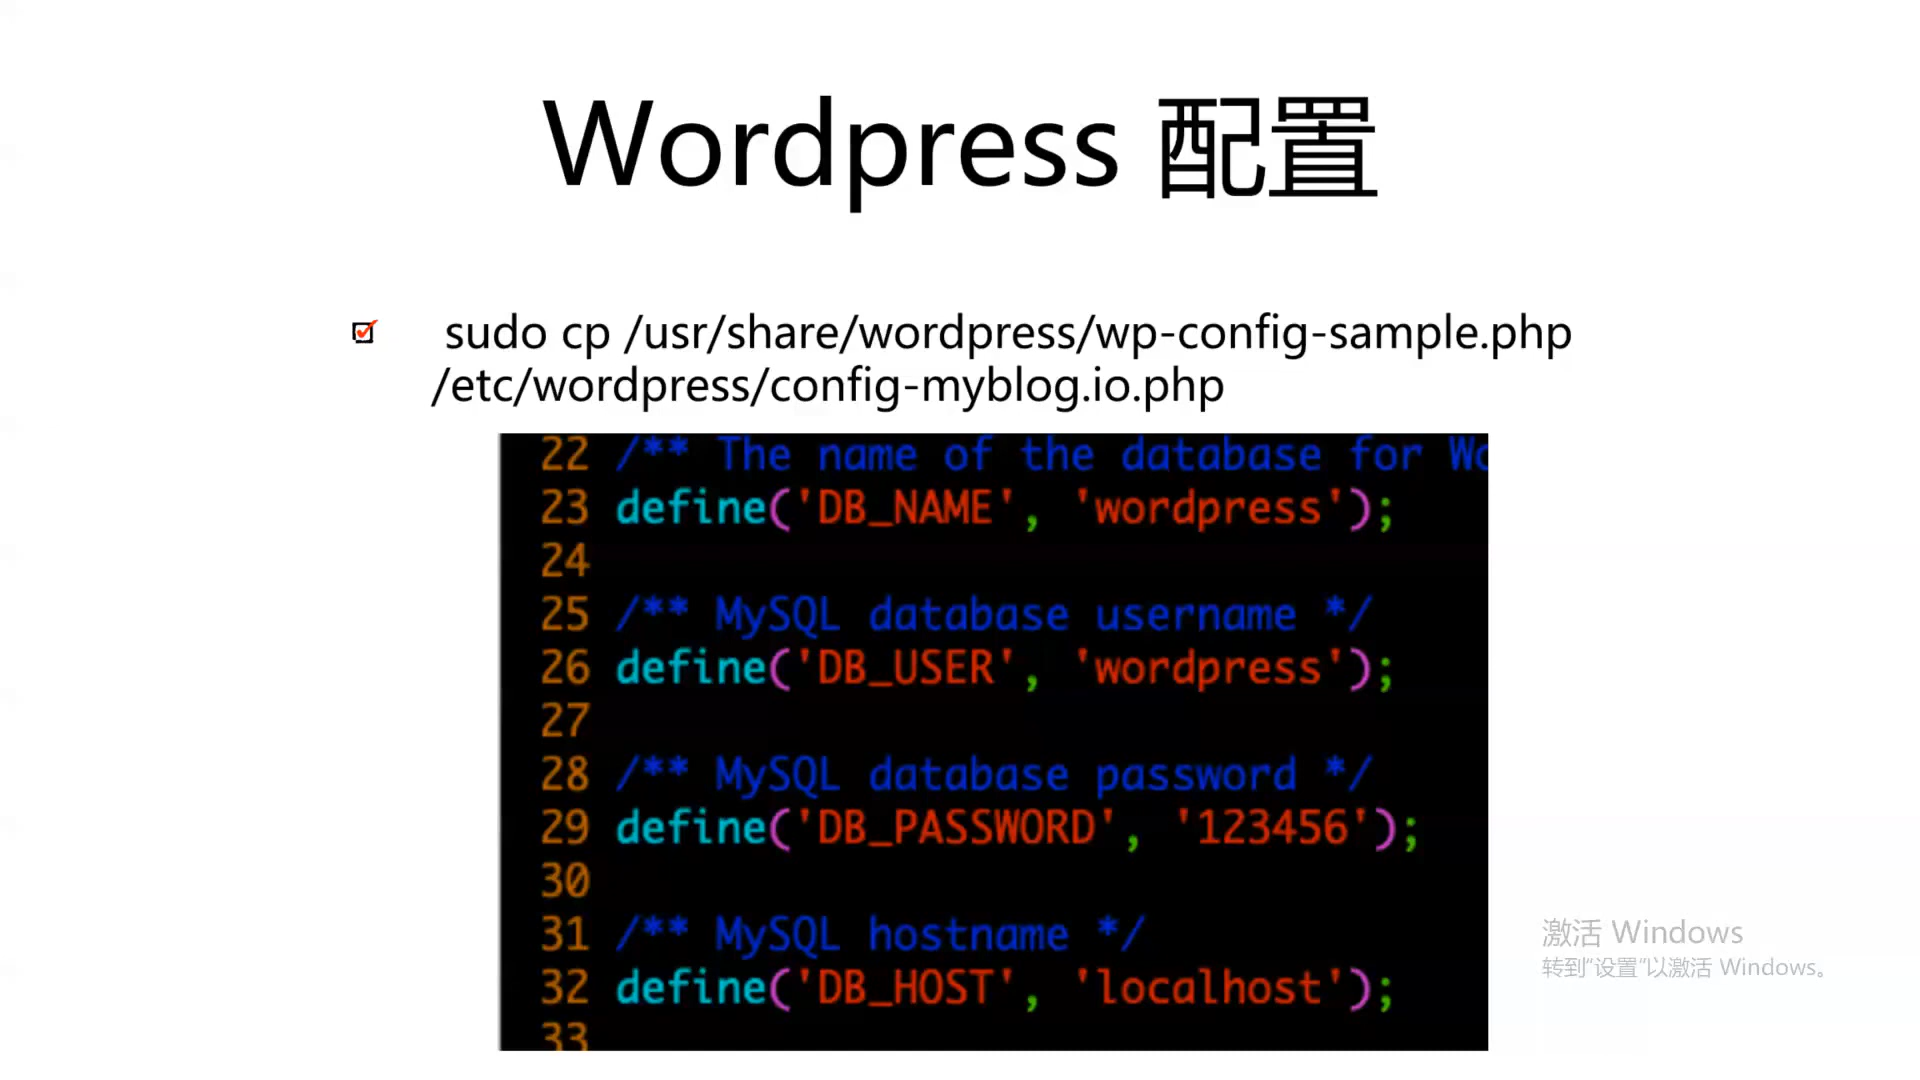 Wordpress 配置
sudo cp /usr/share/wordpress/wp-config-sample.php
/etc/wordpress/config-myblog.io.php
22 /** The name of the database for Wo
23 define('DB_NAME', 'wordpress');
24
25 /** MySQL database username */
26 define('DB_USER', 'wordpress');
27
28 /** MySQL database password */
29 define('DB_PASSWORD', '123456');
30
31 /** MySQL hostname */
32 define('DB_HOST', 'localhost');
33
激活 Windows
转到“设置”以激活 Windows。